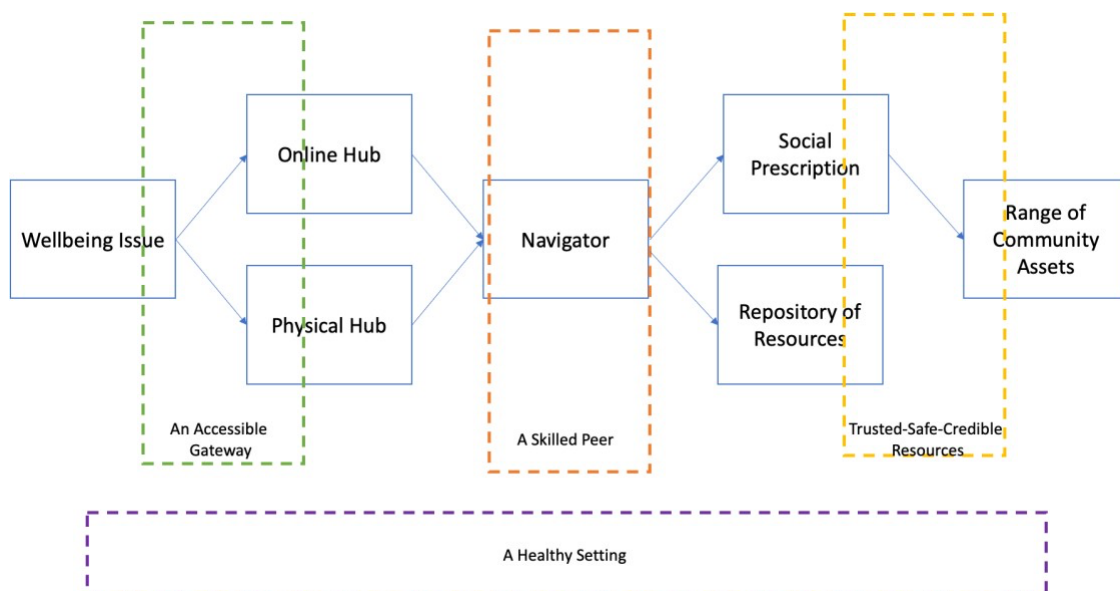 Wellbeing Issue
Online Hub
Physical Hub
An Accessible
Gateway
Navigator
A Skilled Peer
Social
Prescription
Repository of
Resources
Trusted-Safe-Credible
Resources
Range of
Community
Assets
A Healthy Setting